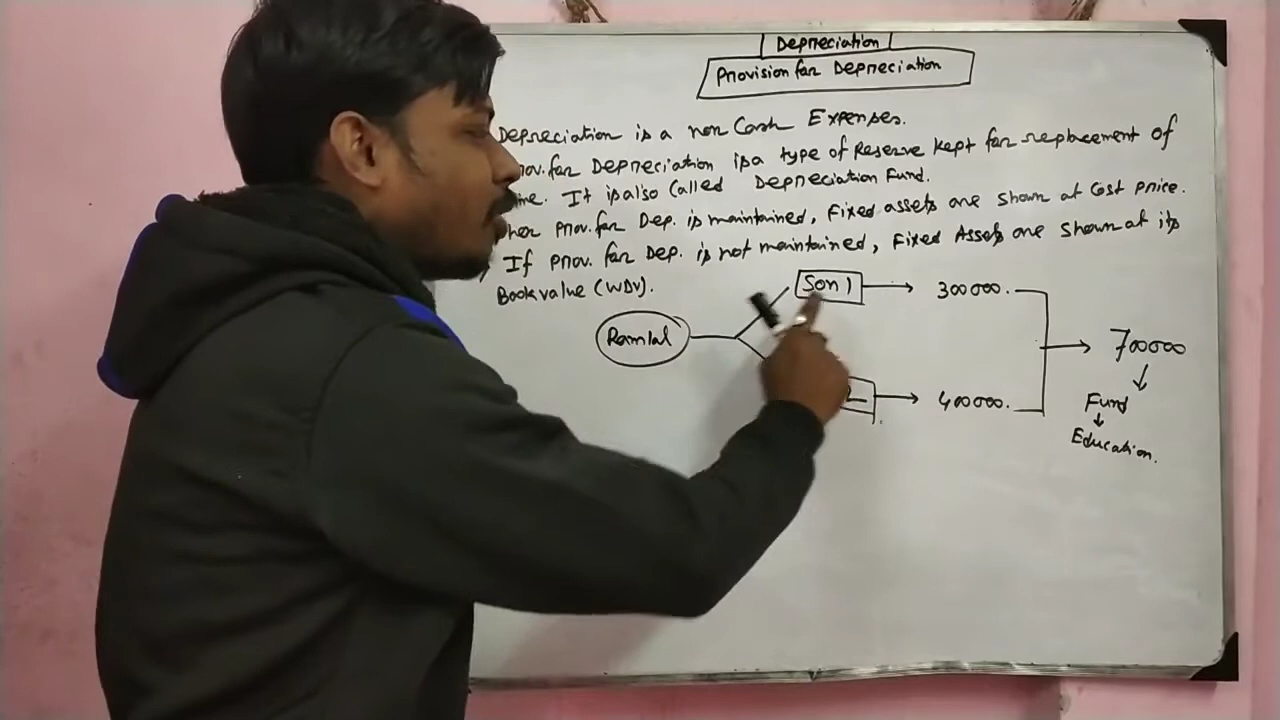 Depreciation
Provision for Depreciation
Depreciation is a non Cash Expenses.
Prov. for Depreciation is a type of Reserve kept for replacement of
It is also Called Depreciation Fund.
When Prov. for Dep. is maintained, Fixed assets are shown at Cost price.
If Prov. for Dep. is not maintained, Fixed Assets are shown at its
Book value (WDV).
Ramlal
Son 1
300000.
400000.
700000
Fund
Education.